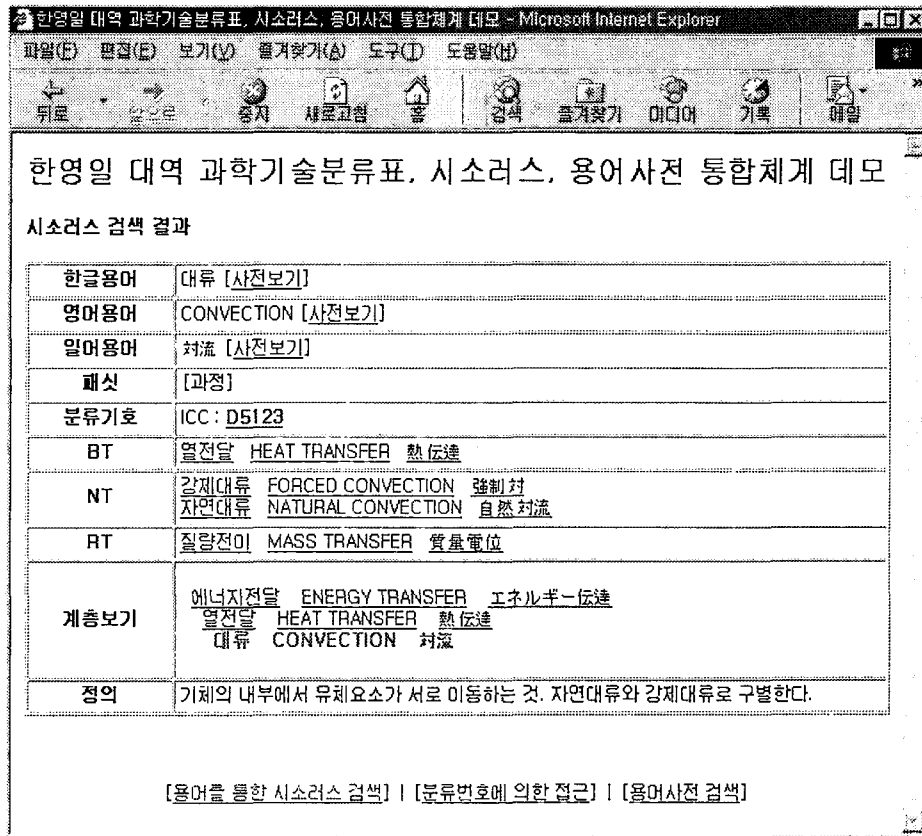 한영일 대역 과학기술분류표, 시소러스, 용어사전 통합체계 데모 - Microsoft Internet Explorer
파일(F) 편집(E) 보기(V) 즐겨찾기(A) 도구(T) 도움말(H)
뒤로 앞으로 중지 새로고침 홈 검색 즐겨찾기 미디어 기록 메일 »
한영일 대역 과학기술분류표, 시소러스, 용어사전 통합체계 데모
시소러스 검색 결과
한글용어 대류 [사전보기]
영어용어 CONVECTION [사전보기]
일어용어 対流 [사전보기]
패싯 [과정]
분류기호 ICC : D5123
BT 열전달 HEAT TRANSFER 熱伝達
NT 강제대류 FORCED CONVECTION 強制対
자연대류 NATURAL CONVECTION 自然対流
RT 질량전이 MASS TRANSFER 質量電位
계층보기 에너지전달 ENERGY TRANSFER エネルギー伝達
열전달 HEAT TRANSFER 熱伝達
대류 CONVECTION 対流
정의 기체의 내부에서 유체요소가 서로 이동하는 것. 자연대류와 강제대류로 구별한다.
[용어를 통한 시소러스 검색] | [분류번호에 의한 접근] | [용어사전 검색]